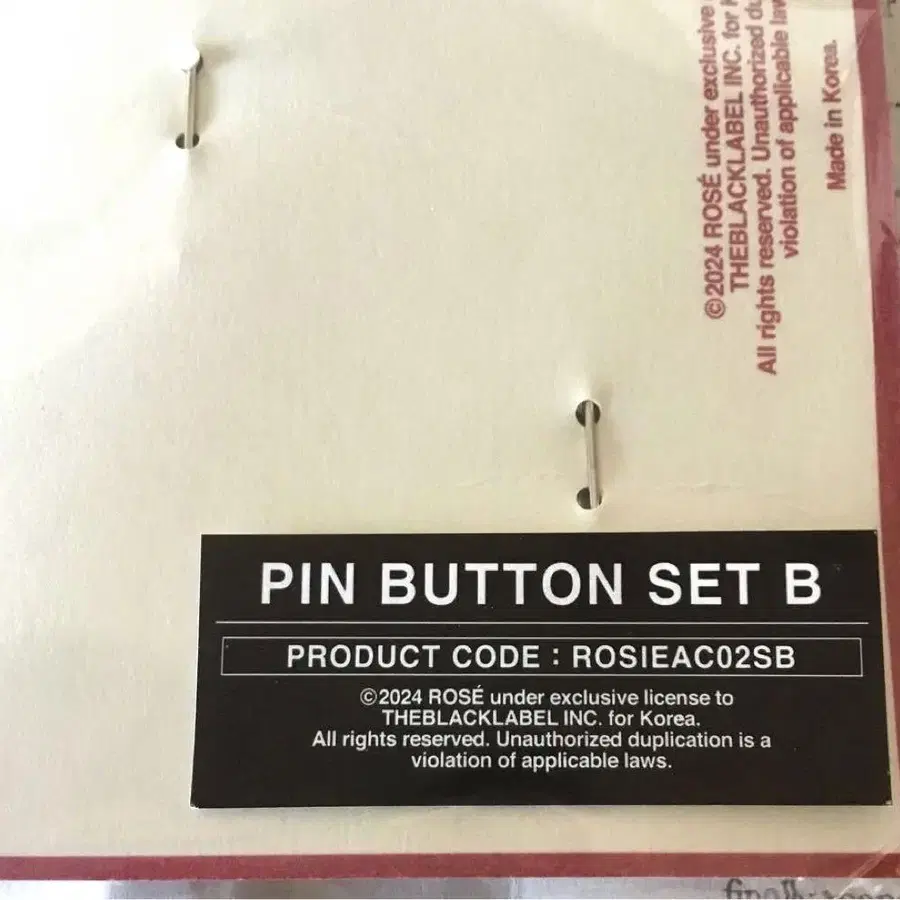 ©2024 ROSÉ under exclusive
THEBLACKLABEL INC. for
All rights reserved. Unauthorized
violation of applicable
Made in Korea.
PIN BUTTON SET B
PRODUCT CODE : ROSIEAC02SB
©2024 ROSÉ under exclusive license to
THEBLACKLABEL INC. for Korea.
All rights reserved. Unauthorized duplication is a
violation of applicable laws.